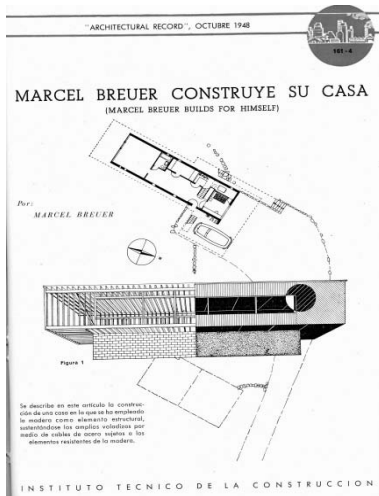 "ARCHITECTURAL RECORD", OCTUBRE 1948
181-4
MARCEL BREUER CONSTRUYE SU CASA
(MARCEL BREUER BUILDS FOR HIMSELF)
Por:
MARCEL BREUER
Figura 1
Se describe en este artículo la construc-
ción de una casa en la que se ha empleado
la madera como elemento estructural,
sustentándose los amplios voladizos por
medio de cables de acero sujetos a los
elementos resistentes de la madera.
INSTITUTO TECNICO DE LA CONSTRUCCION